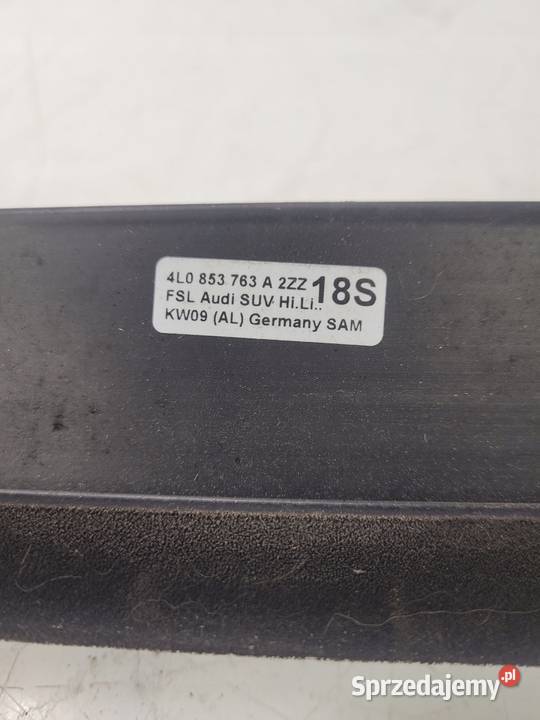 4L0 853 763 A 2ZZ 18S
FSL Audi SUV Hi.Li..
KW09 (AL) Germany SAM
Sprzedajemy.pl